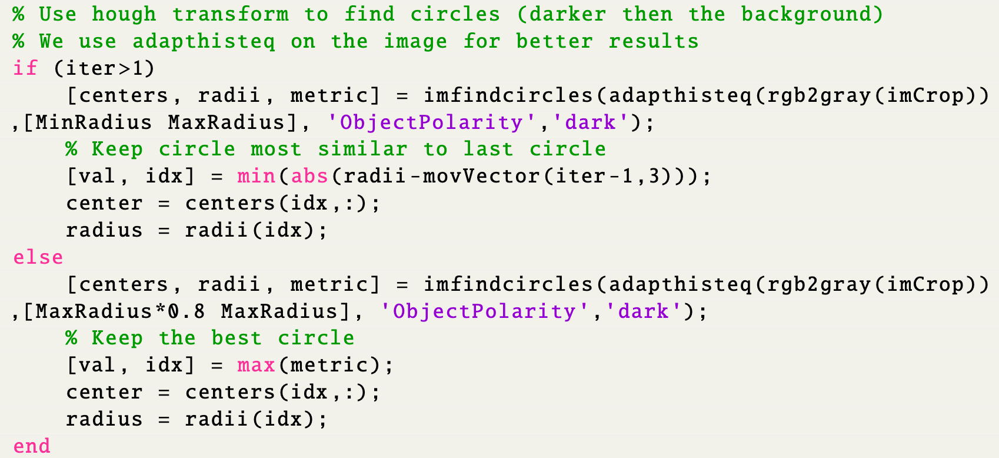 % Use hough transform to find circles (darker then the background)
% We use adapthisteq on the image for better results
if (iter>1)
    [centers, radii, metric] = imfindcircles(adapthisteq(rgb2gray(imCrop))
,[MinRadius MaxRadius], 'ObjectPolarity','dark');
    % Keep circle most similar to last circle
    [val, idx] = min(abs(radii-movVector(iter-1,3)));
    center = centers(idx,:);
    radius = radii(idx);
else
    [centers, radii, metric] = imfindcircles(adapthisteq(rgb2gray(imCrop))
,[MaxRadius*0.8 MaxRadius], 'ObjectPolarity','dark');
    % Keep the best circle
    [val, idx] = max(metric);
    center = centers(idx,:);
    radius = radii(idx);
end